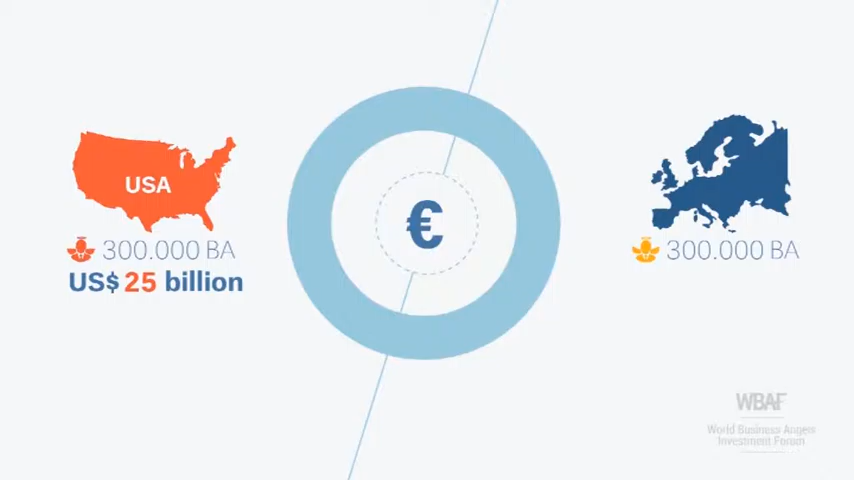 USA
300.000 BA
US$ 25 billion
€
300.000 BA
WBAF
World Business Angels
Investment Forum